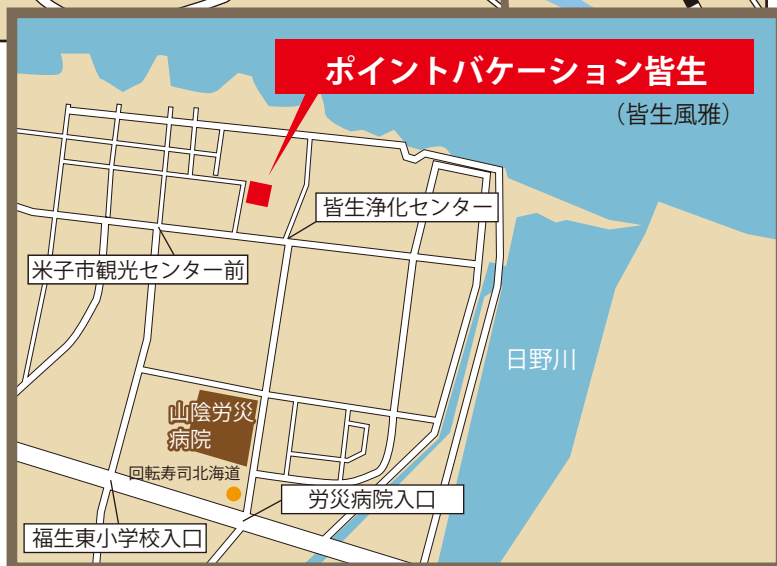 ポイントバケーション皆生
（皆生風雅）
皆生浄化センター
米子市観光センター前
日野川
山陰労災
病院
回転寿司北海道
労災病院入口
福生東小学校入口